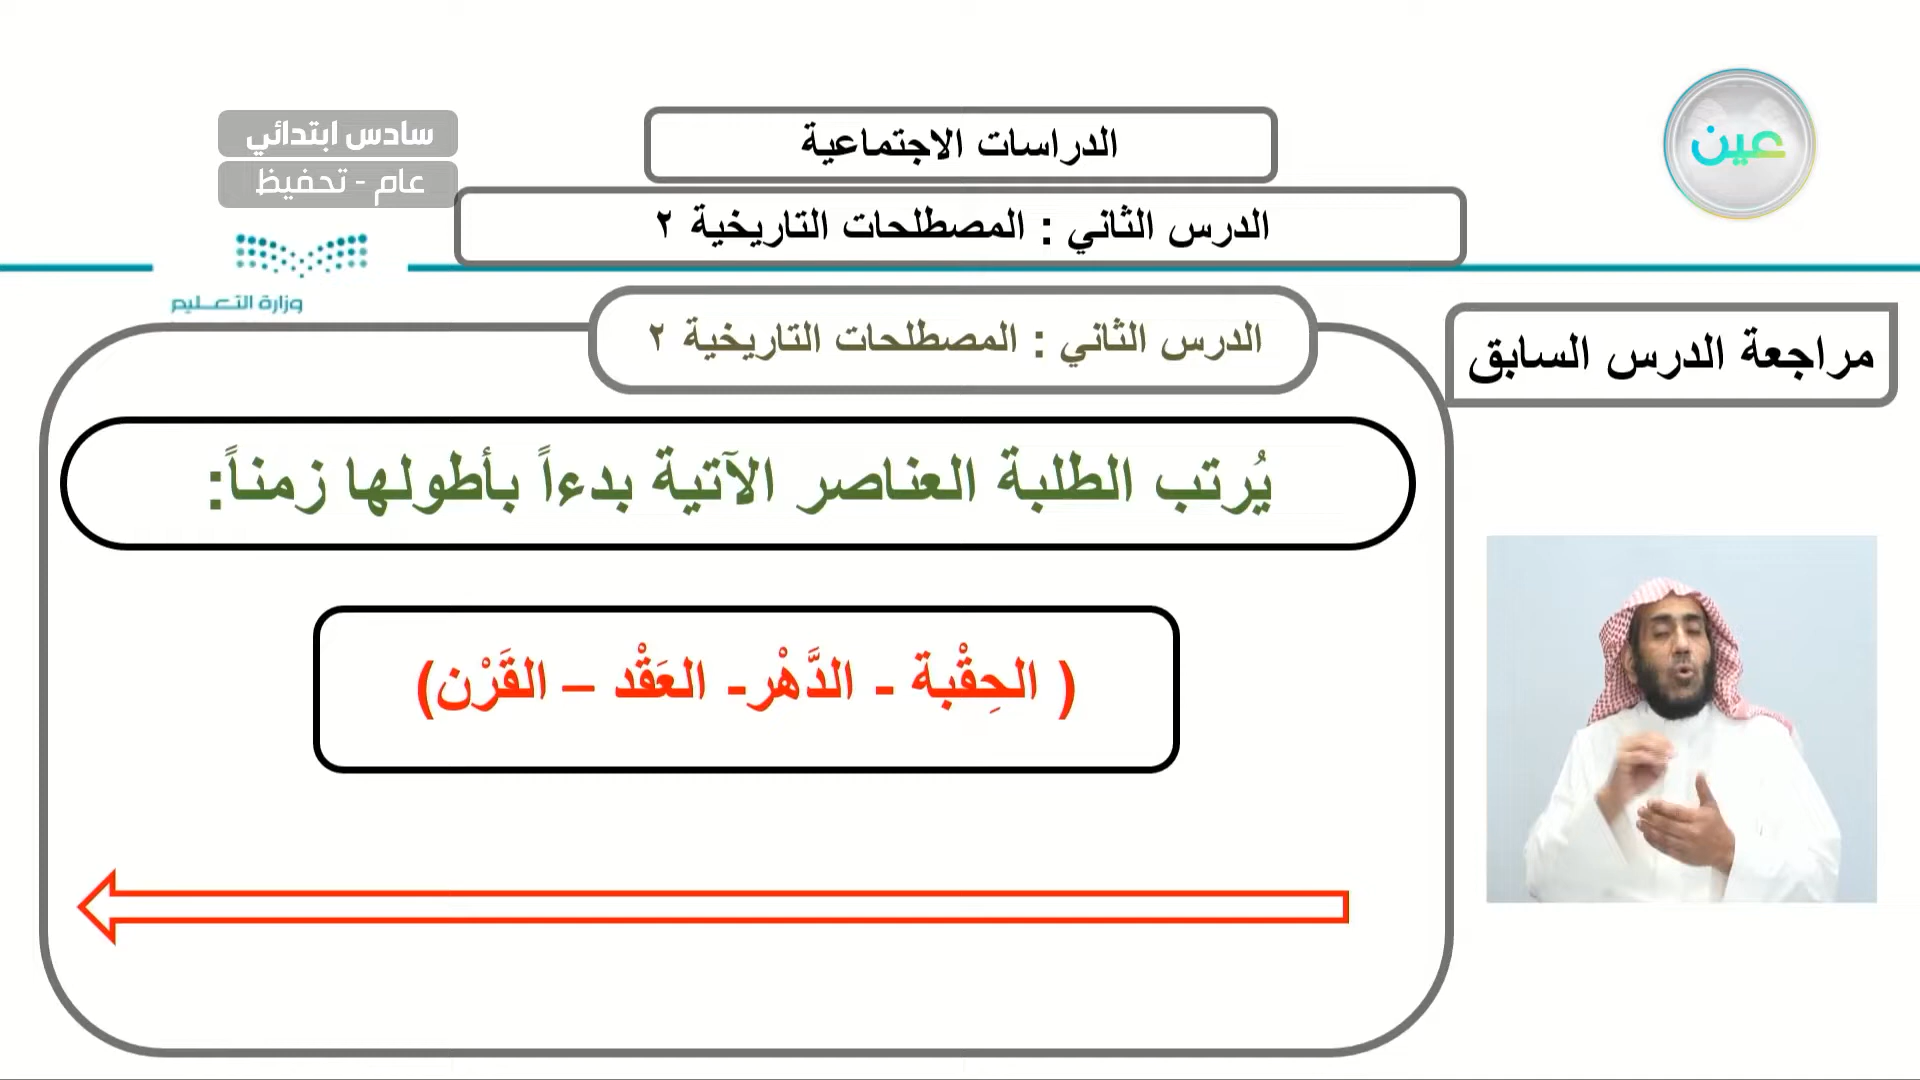 عين
الدراسات الاجتماعية
سادس ابتدائي
عام - تحفيظ
الدرس الثاني : المصطلحات التاريخية ٢
وزارة التعليم
مراجعة الدرس السابق
الدرس الثاني : المصطلحات التاريخية ٢
يُرتب الطلبة العناصر الآتية بدءاً بأطولها زمناً:
( الحِقْبة - الدَّهْر- العَقْد – القَرْن)